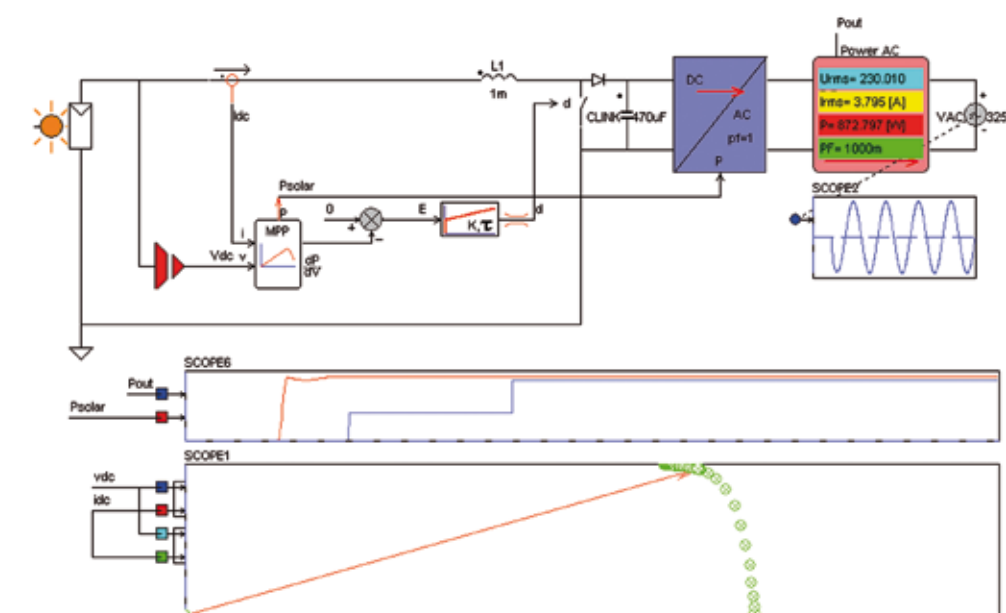 Pout
Power AC
L1
1m
d
CLINK
470uF
DC
AC
pf=1
P
Urms= 230.010
Irms= 3.795 [A]
P= 872.797 [W]
PF= 1000m
VAC
325
+
-
Idc
Psolar
P
0
MPP
i
Vdc v
dP
dV
+
-
E
K,τ
d
SCOPE2
SCOPE6
Pout
Psolar
SCOPE1
vdc
idc